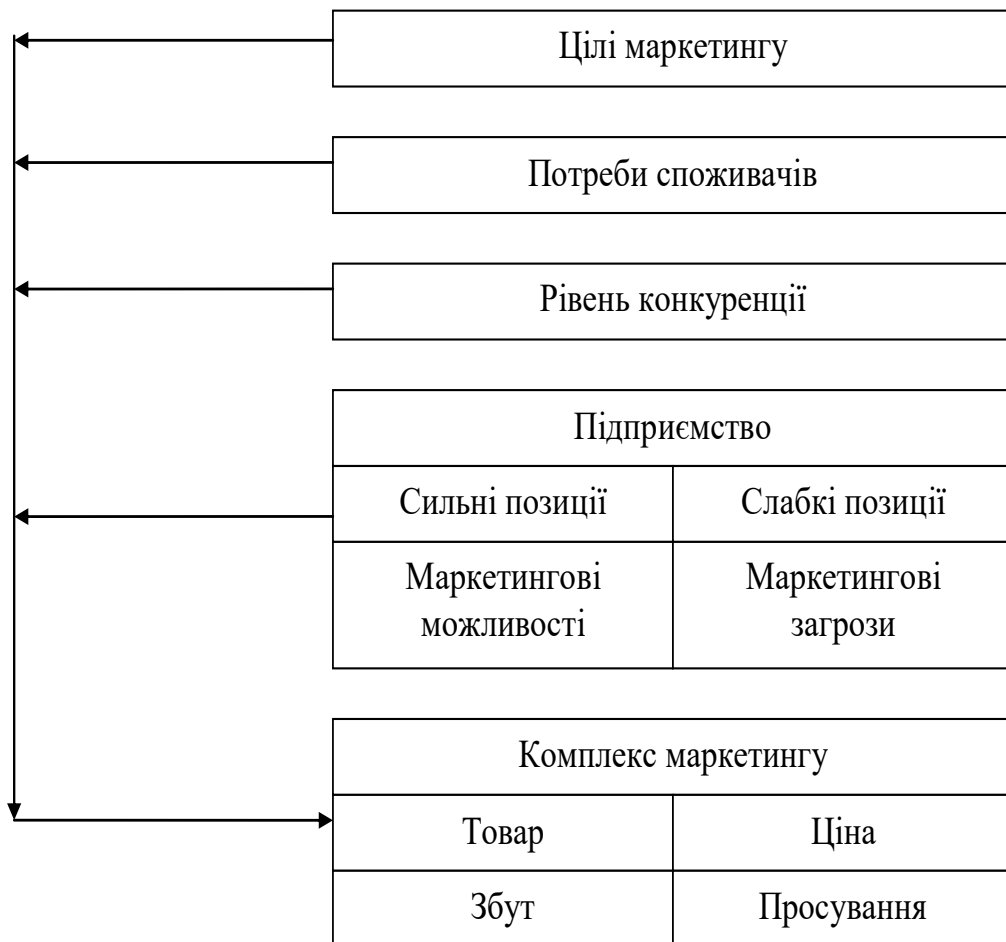 Цілі маркетингу
Потреби споживачів
Рівень конкуренції
Підприємство
Сильні позиції
Слабкі позиції
Маркетингові
можливості
Маркетингові
загрози
Комплекс маркетингу
Товар
Ціна
Збут
Просування